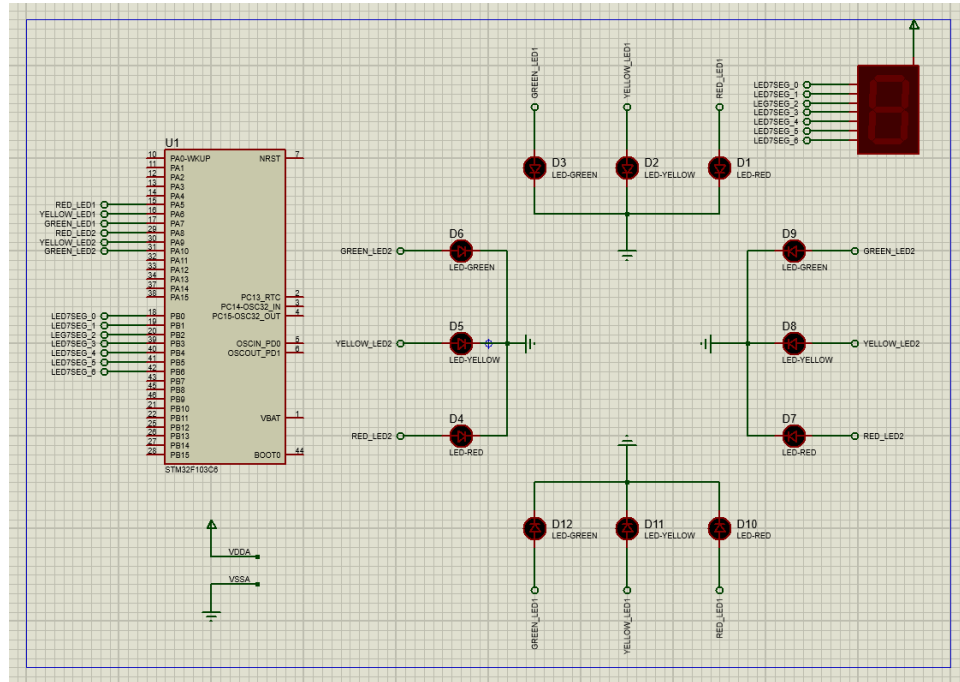 GREEN_LED1
YELLOW_LED1
RED_LED1
LED7SEG_0
LED7SEG_1
LEG7SEG_2
LED7SEG_3
LED7SEG_4
LED7SEG_5
LED7SEG_6
D3
LED-GREEN
D2
LED-YELLOW
D1
LED-RED
U1
10 PA0-WKUP NRST 7
11 PA1
12 PA2
13 PA3
14 PA4
RED_LED1 15 PA5
YELLOW_LED1 16 PA6
GREEN_LED1 17 PA7
RED_LED2 29 PA8
YELLOW_LED2 30 PA9
GREEN_LED2 31 PA10
32 PA11
33 PA12
34 PA13
37 PA14
38 PA15
PC13_RTC 2
PC14-OSC32_IN 3
PC15-OSC32_OUT 4
LED7SEG_0 18 PB0
LED7SEG_1 19 PB1
LEG7SEG_2 20 PB2
LED7SEG_3 39 PB3 OSCIN_PD0 5
LED7SEG_4 40 PB4 OSCOUT_PD1 6
LED7SEG_5 41 PB5
LED7SEG_6 42 PB6
43 PB7
45 PB8
46 PB9
21 PB10
22 PB11 VBAT 1
25 PB12
26 PB13
27 PB14
28 PB15 BOOT0 44
STM32F103C6
D6
GREEN_LED2
LED-GREEN
D5
YELLOW_LED2
LED-YELLOW
D4
RED_LED2
LED-RED
D9
GREEN_LED2
LED-GREEN
D8
YELLOW_LED2
LED-YELLOW
D7
RED_LED2
LED-RED
D12
LED-GREEN
D11
LED-YELLOW
D10
LED-RED
VDDA
VSSA
GREEN_LED1
YELLOW_LED1
RED_LED1